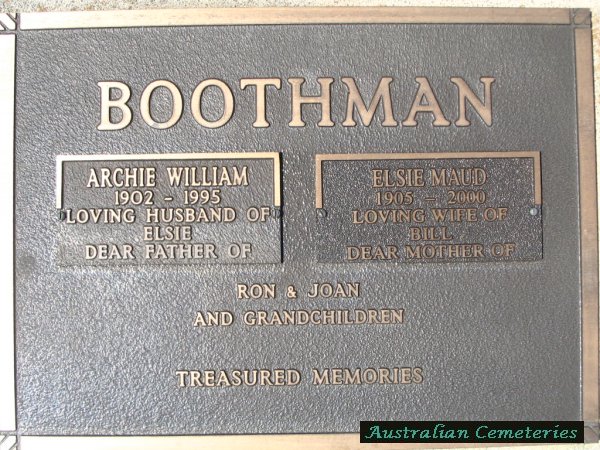 BOOTHMAN
ARCHIE WILLIAM
1902 - 1995
LOVING HUSBAND OF
ELSIE
DEAR FATHER OF
ELSIE MAUD
1905 - 2000
LOVING WIFE OF
BILL
DEAR MOTHER OF
RON & JOAN
AND GRANDCHILDREN
TREASURED MEMORIES
Australian Cemeteries